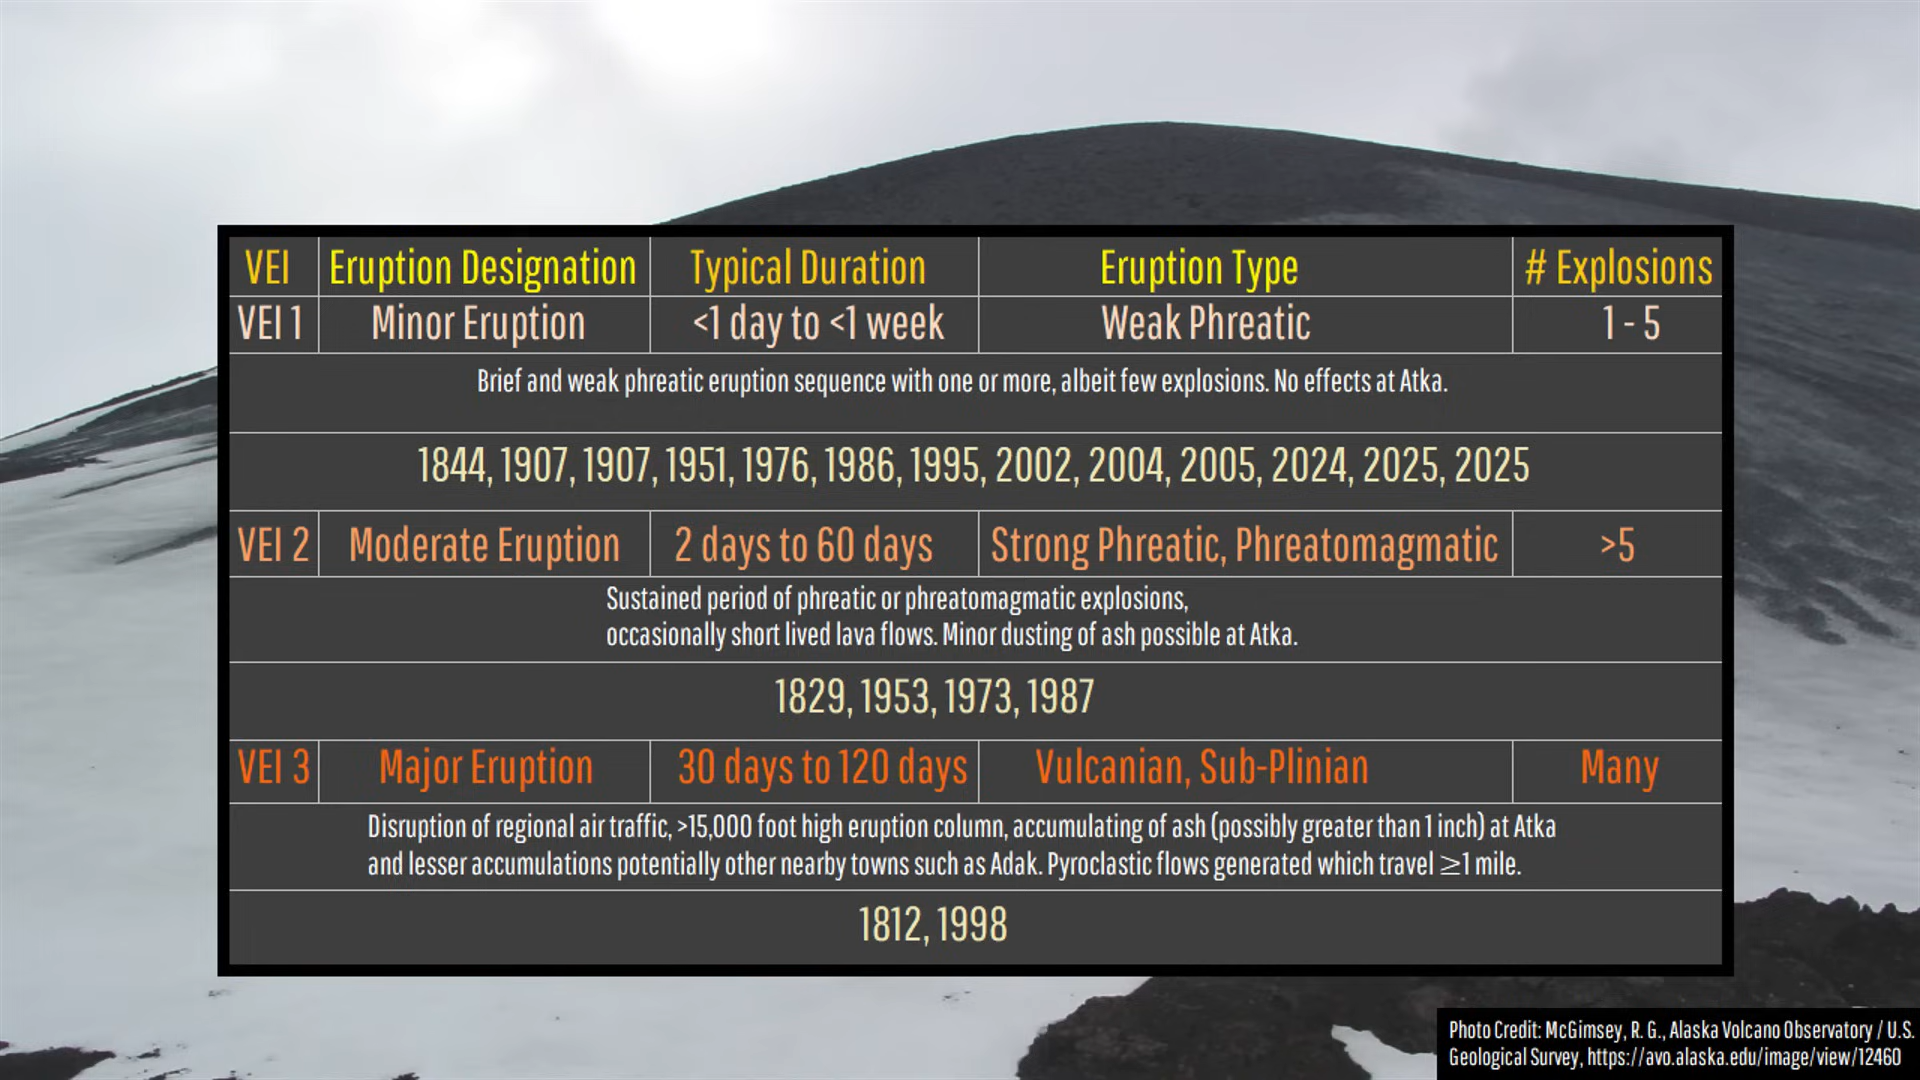 VEI Eruption Designation Typical Duration Eruption Type # Explosions
VEI 1 Minor Eruption <1 day to <1 week Weak Phreatic 1 - 5
Brief and weak phreatic eruption sequence with one or more, albeit few explosions. No effects at Atka.
1844, 1907, 1907, 1951, 1976, 1986, 1995, 2002, 2004, 2005, 2024, 2025, 2025
VEI 2 Moderate Eruption 2 days to 60 days Strong Phreatic, Phreatomagmatic >5
Sustained period of phreatic or phreatomagmatic explosions,
occasionally short lived lava flows. Minor dusting of ash possible at Atka.
1829, 1953, 1973, 1987
VEI 3 Major Eruption 30 days to 120 days Vulcanian, Sub-Plinian Many
Disruption of regional air traffic, >15,000 foot high eruption column, accumulating of ash (possibly greater than 1 inch) at Atka
and lesser accumulations potentially other nearby towns such as Adak. Pyroclastic flows generated which travel ≥1 mile.
1812, 1998
Photo Credit: McGimsey, R. G., Alaska Volcano Observatory / U.S.
Geological Survey, https://avo.alaska.edu/image/view/12460